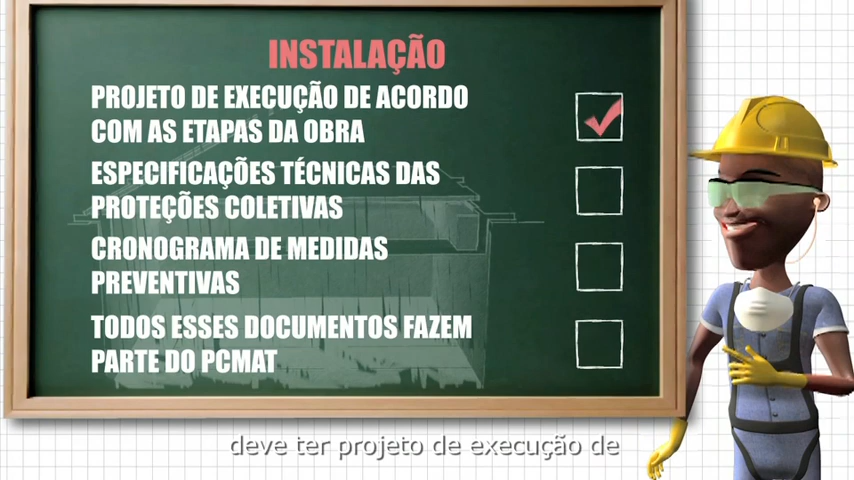 INSTALAÇÃO
PROJETO DE EXECUÇÃO DE ACORDO
COM AS ETAPAS DA OBRA
ESPECIFICAÇÕES TÉCNICAS DAS
PROTEÇÕES COLETIVAS
CRONOGRAMA DE MEDIDAS
PREVENTIVAS
TODOS ESSES DOCUMENTOS FAZEM
PARTE DO PCMAT
deve ter projeto de execução de